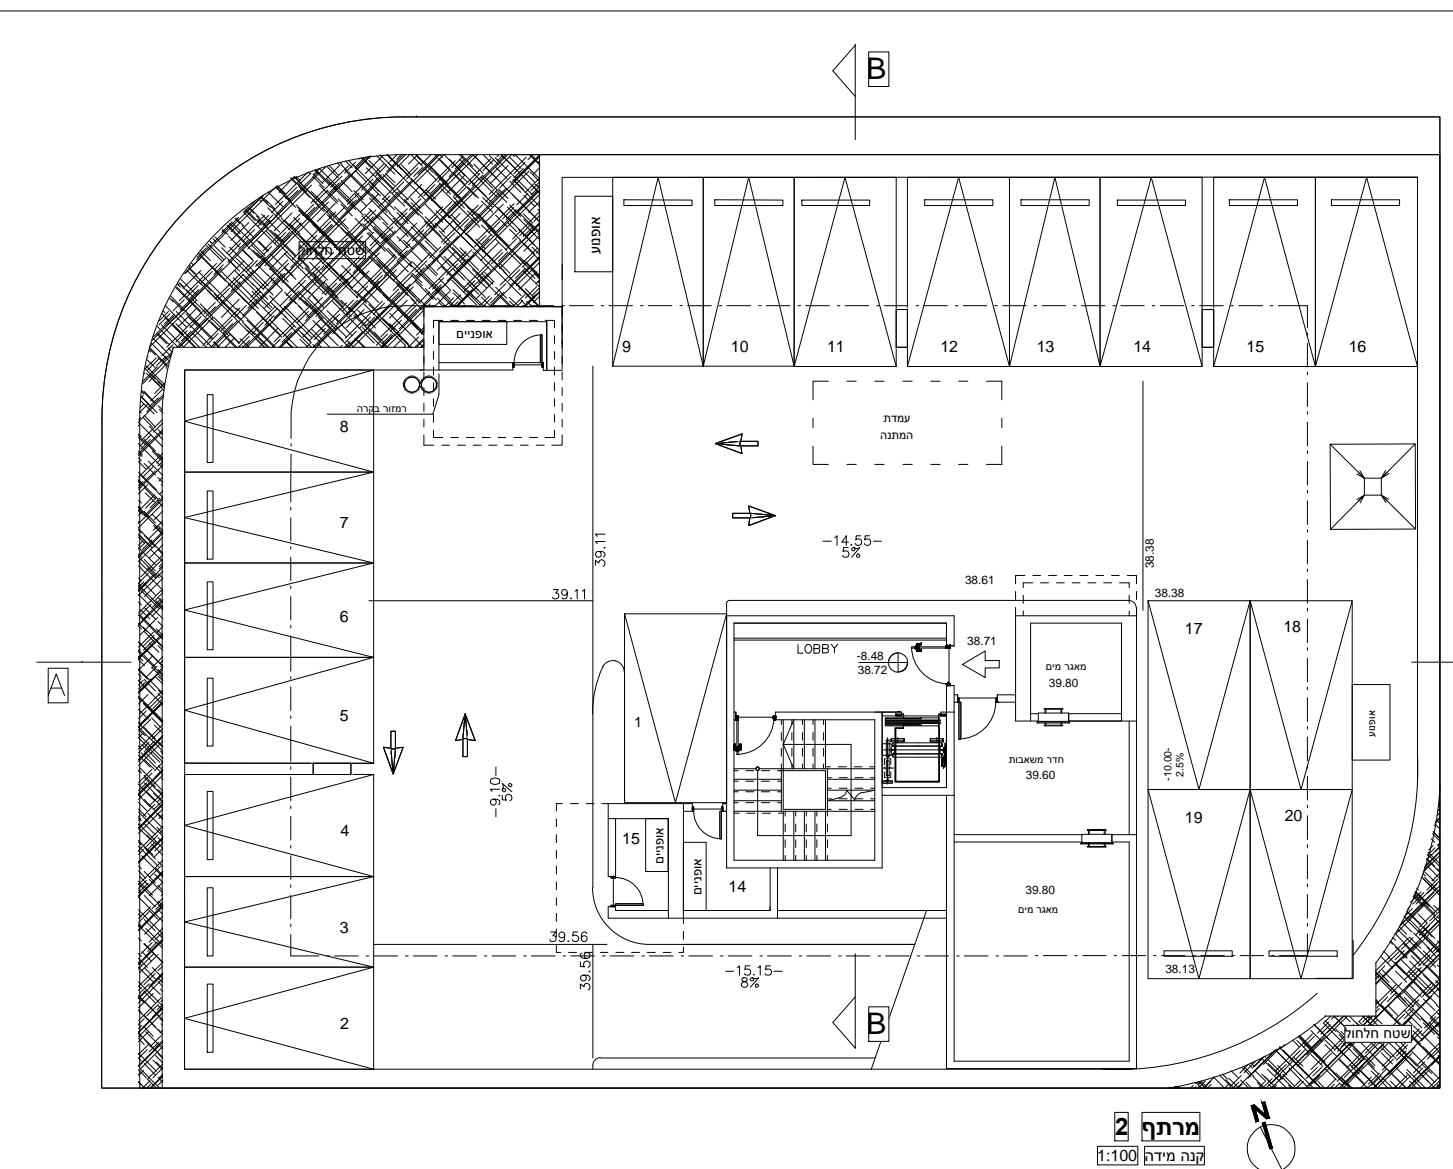 B
אופנוע
שטח חלחול
אופניים
9
10
11
12
13
14
15
16
רמזור בקרה
עמדת
המתנה
8
7
6
5
4
3
2
39.11
39.11
-14.55-
5%
38.61
38.38
38.38
LOBBY
-8.48
38.72
38.71
מאגר מים
39.80
17
18
A
1
אופנוע
-9.10-
5%
חדר משאבות
39.60
-10.00-
2.5%
19
20
15
אופניים
אופניים
14
39.80
מאגר מים
39.56
39.56
-15.15-
8%
38.13
B
שטח חלחול
N
מרתף 2
קנה מידה 1:100